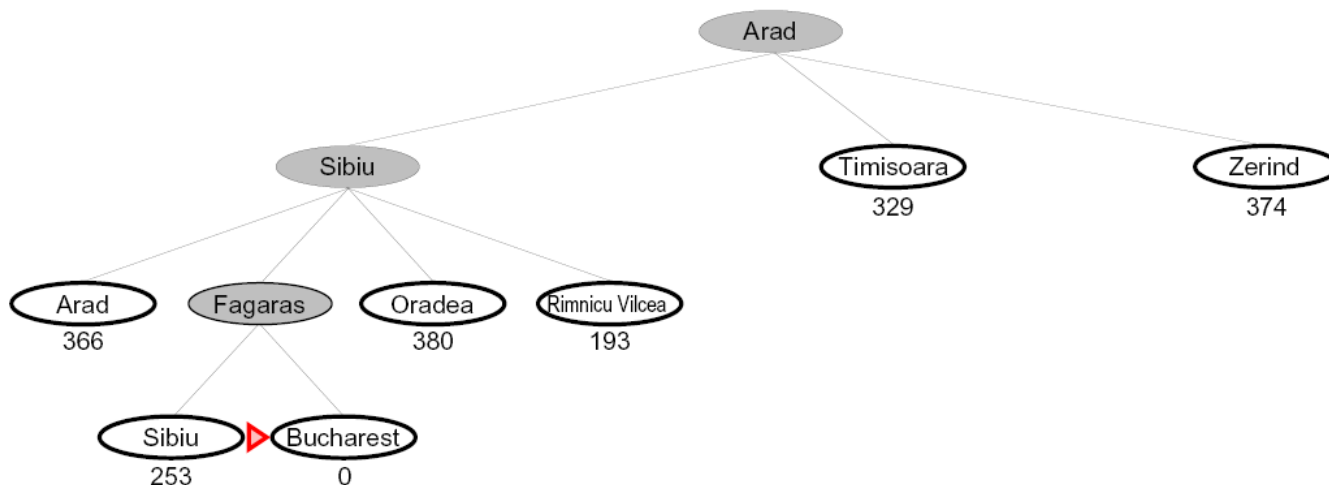 Arad
Sibiu Timisoara Zerind
329 374
Arad Fagaras Oradea Rimnicu Vilcea
366 380 193
Sibiu Bucharest
253 0